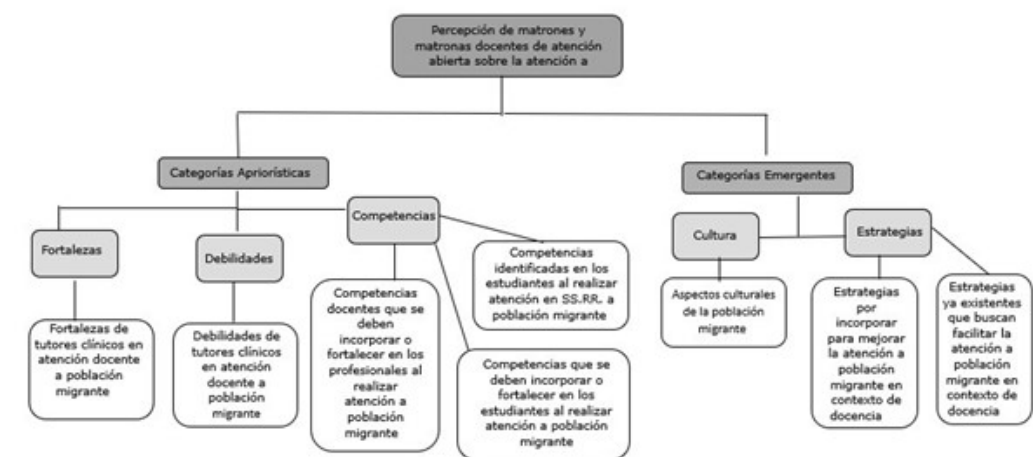 Percepción de matrones y
matronas docentes de atención
abierta sobre la atención a
Categorías Apriorísticas
Categorías Emergentes
Fortalezas
Debilidades
Competencias
Cultura
Estrategias
Fortalezas de
tutores clínicos en
atención docente
a población
migrante
Debilidades de
tutores clínicos
en atención
docente a
población
migrante
Competencias
docentes que se
deben
incorporar o
fortalecer en los
profesionales al
realizar
atención a
población
migrante
Competencias
identificadas en los
estudiantes al realizar
atención en SS.RR. a
población migrante
Competencias que se
deben incorporar o
fortalecer en los
estudiantes al realizar
atención a población
migrante
Aspectos culturales
de la población
migrante
Estrategias
por
incorporar
para mejorar
la atención a
población
migrante en
contexto de
docencia
Estrategias
ya existentes
que buscan
facilitar la
atención a
población
migrante en
contexto de
docencia